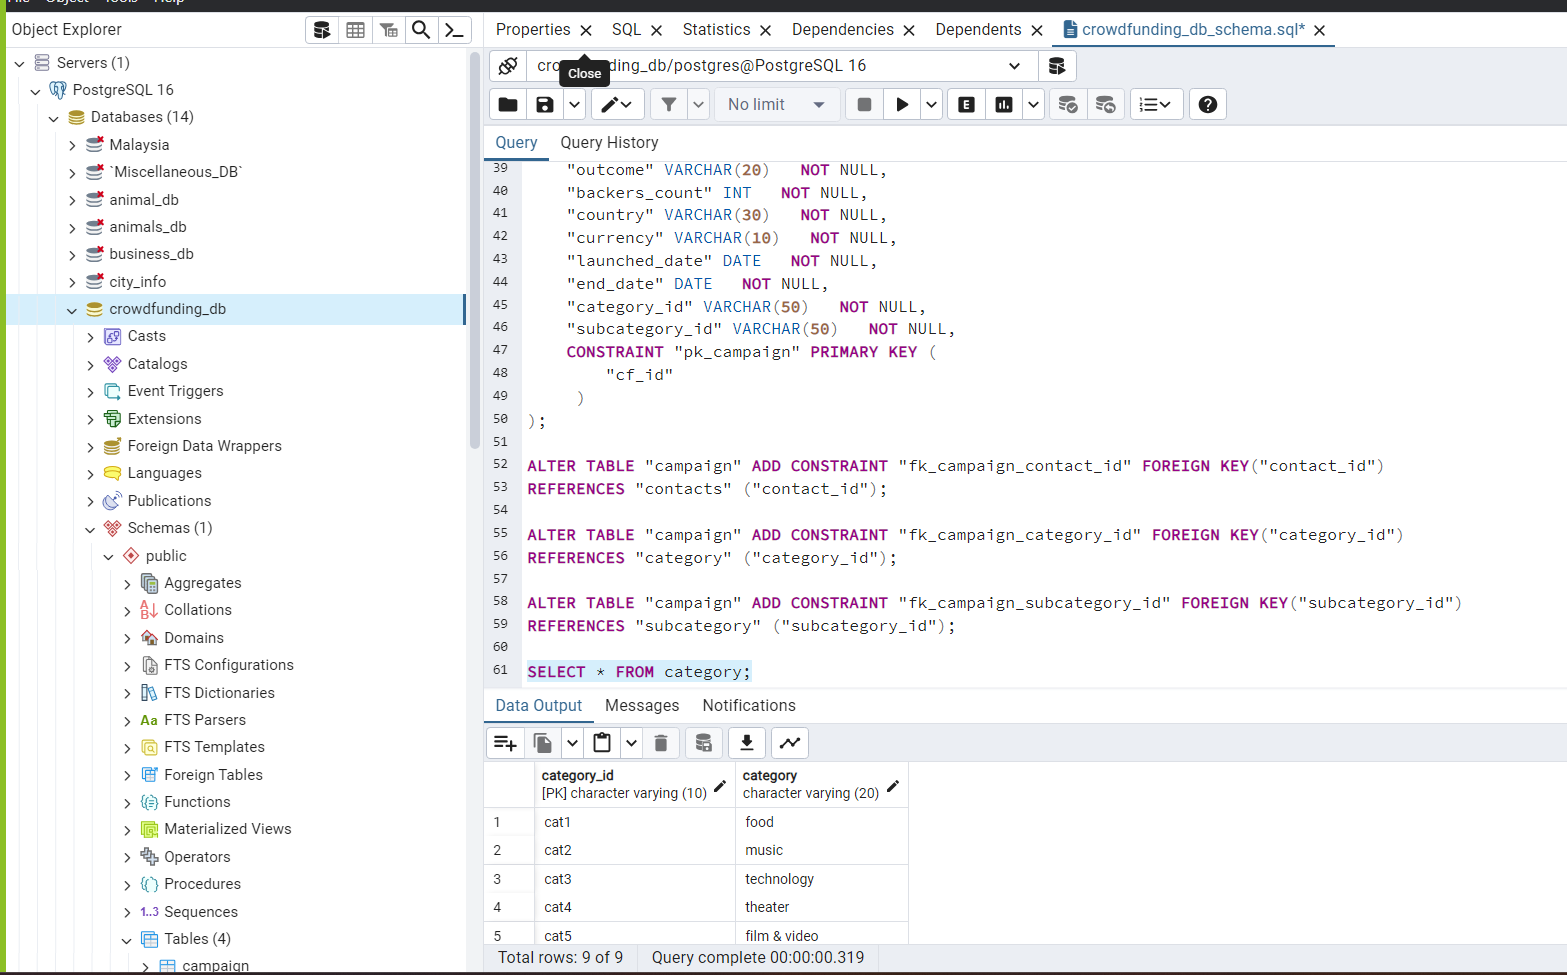 File Object Tools Help
Object Explorer
Servers (1)
PostgreSQL 16
Databases (14)
Malaysia
`Miscellaneous_DB`
animal_db
animals_db
business_db
city_info
crowdfunding_db
Casts
Catalogs
Event Triggers
Extensions
Foreign Data Wrappers
Languages
Publications
Schemas (1)
public
Aggregates
Collations
Domains
FTS Configurations
FTS Dictionaries
Aa FTS Parsers
FTS Templates
Foreign Tables
Functions
Materialized Views
Operators
Procedures
1..3 Sequences
Tables (4)
campaign
Properties SQL Statistics Dependencies Dependents crowdfunding_db_schema.sql*
cro ding_db/postgres@PostgreSQL 16
Close
No limit
E
Query Query History
39 "outcome" VARCHAR(20) NOT NULL,
40 "backers_count" INT NOT NULL,
41 "country" VARCHAR(30) NOT NULL,
42 "currency" VARCHAR(10) NOT NULL,
43 "launched_date" DATE NOT NULL,
44 "end_date" DATE NOT NULL,
45 "category_id" VARCHAR(50) NOT NULL,
46 "subcategory_id" VARCHAR(50) NOT NULL,
47 CONSTRAINT "pk_campaign" PRIMARY KEY (
48 "cf_id"
49 )
50 );
51
52 ALTER TABLE "campaign" ADD CONSTRAINT "fk_campaign_contact_id" FOREIGN KEY("contact_id")
53 REFERENCES "contacts" ("contact_id");
54
55 ALTER TABLE "campaign" ADD CONSTRAINT "fk_campaign_category_id" FOREIGN KEY("category_id")
56 REFERENCES "category" ("category_id");
57
58 ALTER TABLE "campaign" ADD CONSTRAINT "fk_campaign_subcategory_id" FOREIGN KEY("subcategory_id")
59 REFERENCES "subcategory" ("subcategory_id");
60
61 SELECT * FROM category;
Data Output Messages Notifications
category_id category
[PK] character varying (10) character varying (20)
1 cat1 food
2 cat2 music
3 cat3 technology
4 cat4 theater
5 cat5 film & video
Total rows: 9 of 9 Query complete 00:00:00.319